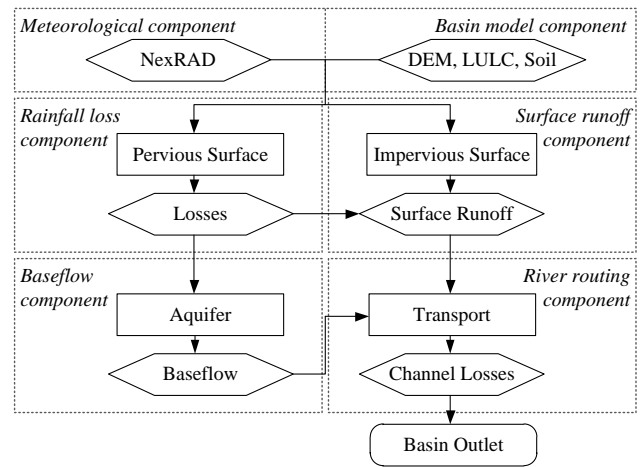 Meteorological component
Basin model component
NexRAD
DEM, LULC, Soil
Rainfall loss
component
Surface runoff
component
Pervious Surface
Impervious Surface
Losses
Surface Runoff
Baseflow
component
River routing
component
Aquifer
Transport
Baseflow
Channel Losses
Basin Outlet